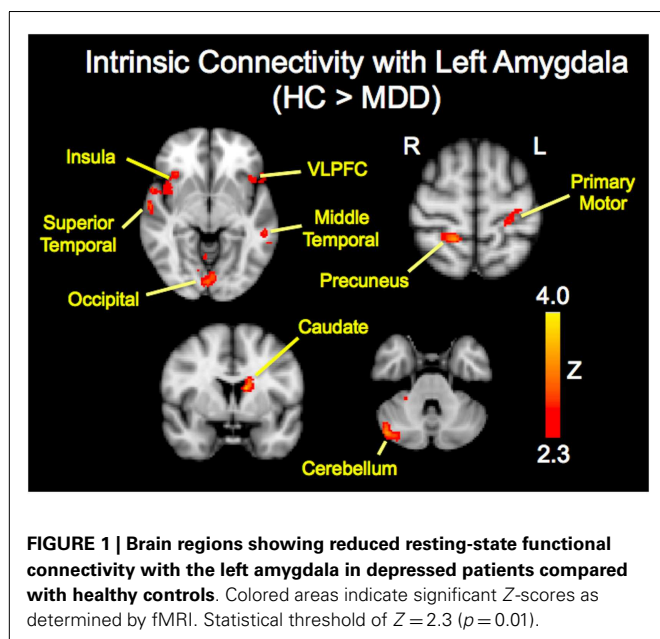 Intrinsic Connectivity with Left Amygdala
(HC > MDD)
Insula
VLPFC
R
L
Primary
Motor
Superior
Temporal
Middle
Temporal
Precuneus
Occipital
Caudate
4.0
Z
2.3
Cerebellum
FIGURE 1 | Brain regions showing reduced resting-state functional
connectivity with the left amygdala in depressed patients compared
with healthy controls. Colored areas indicate significant Z-scores as
determined by fMRI. Statistical threshold of Z = 2.3 (p = 0.01).